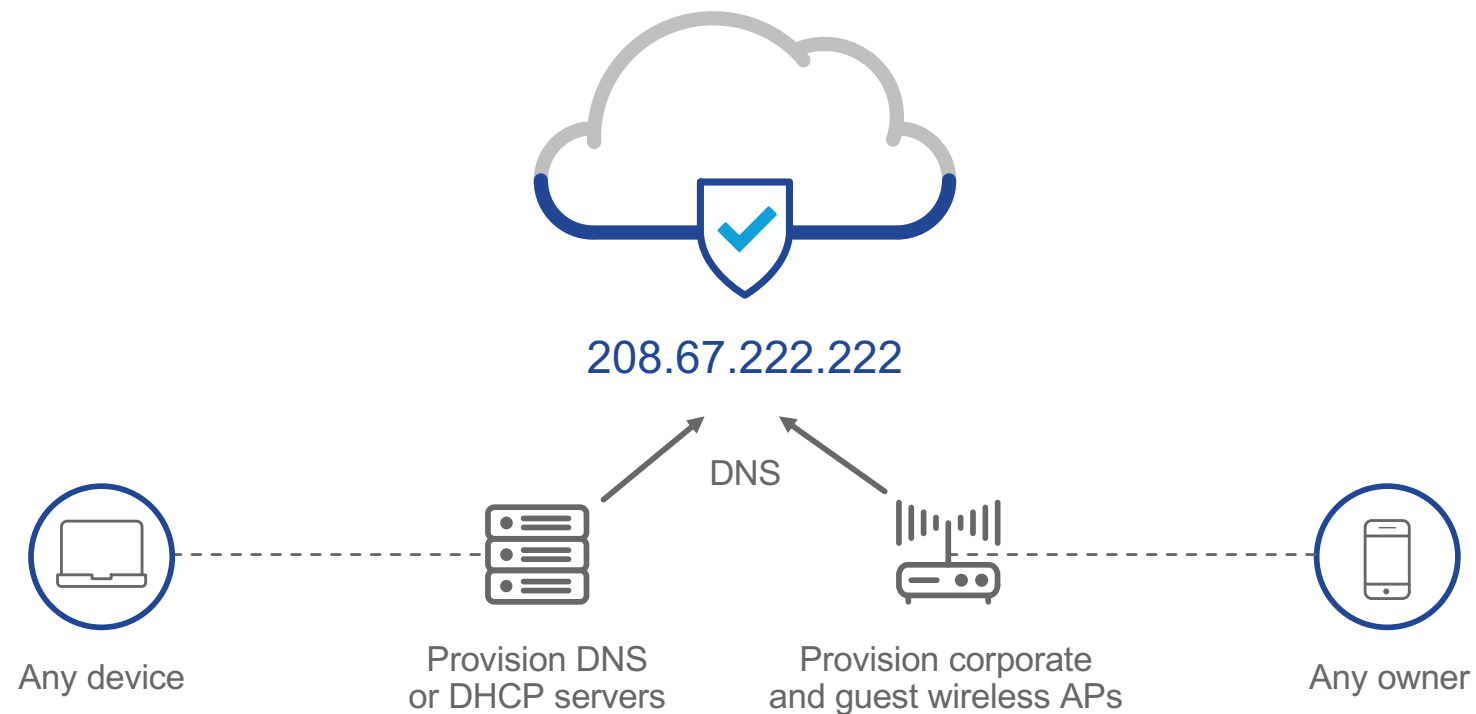 208.67.222.222
DNS
Any device
Provision DNS
or DHCP servers
Provision corporate
and guest wireless APs
Any owner